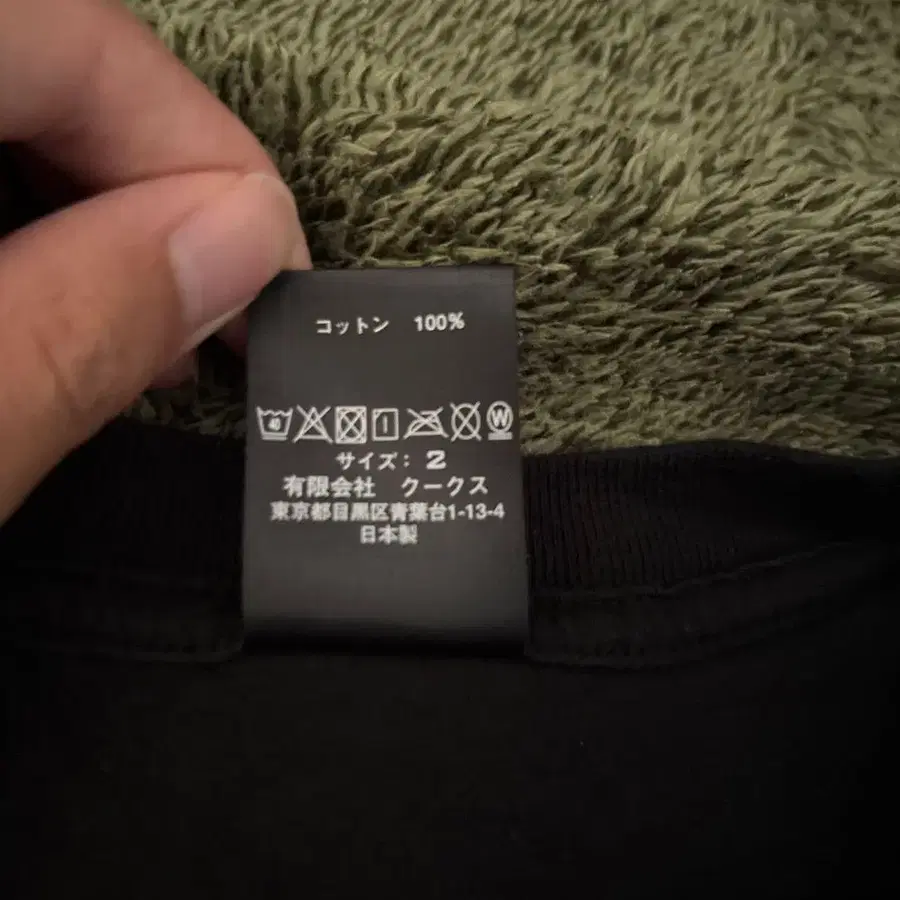 コットン 100%
40 W
サイズ: 2
有限会社 クークス
東京都目黒区青葉台1-13-4
日本製